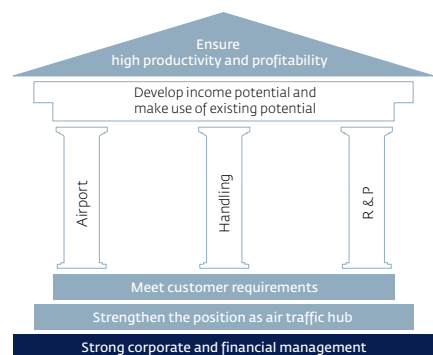 Ensure
high productivity and profitability
Develop income potential and
make use of existing potential
Airport
Handling
R & P
Meet customer requirements
Strengthen the position as air traffic hub
Strong corporate and financial management